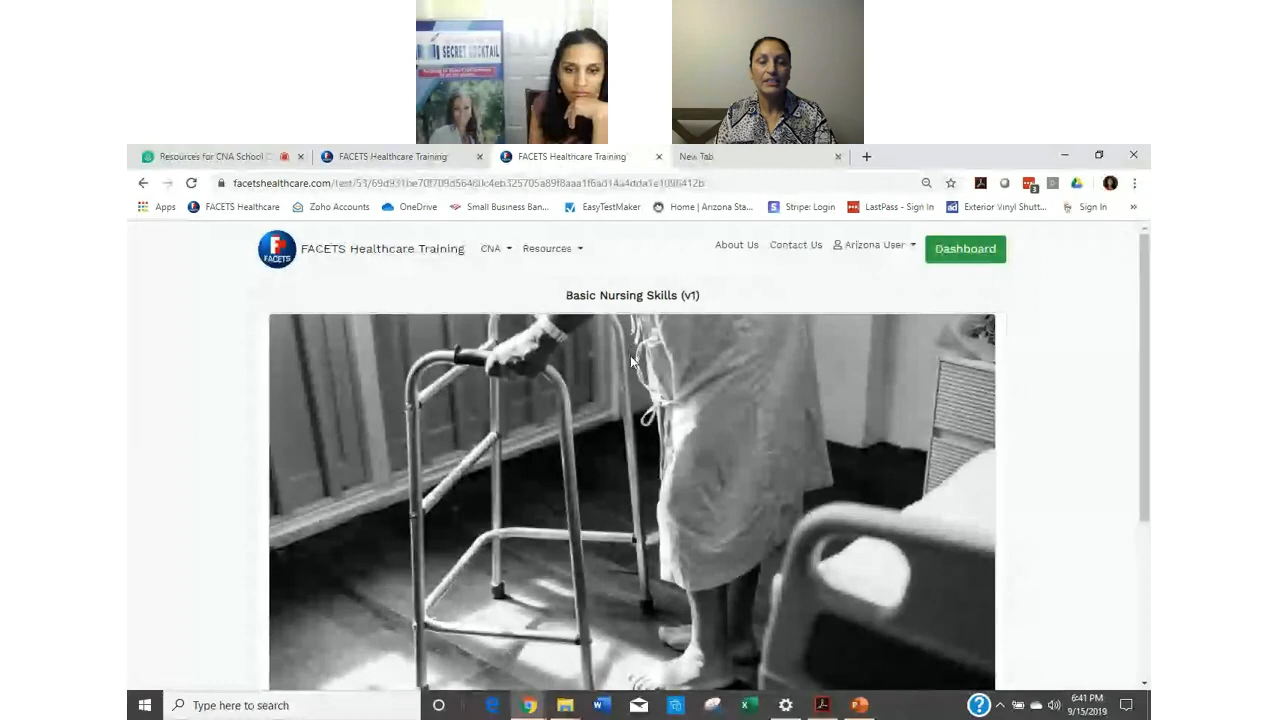 SECRET COCKTAIL
Resources for CNA School
FACETS Healthcare Training
FACETS Healthcare Training
New Tab
Apps
FACETS Healthcare
Zoho Accounts
OneDrive
Small Business Ban...
EasyTestMaker
Home | Arizona Sta...
Stripe: Login
LastPass - Sign In
Exterior Vinyl Shutt...
Sign In
»
FACETS
FACETS Healthcare Training
CNA
Resources
About Us
Contact Us
Arizona User
Dashboard
Basic Nursing Skills (v1)
Type here to search
6:41 PM
9/15/2019